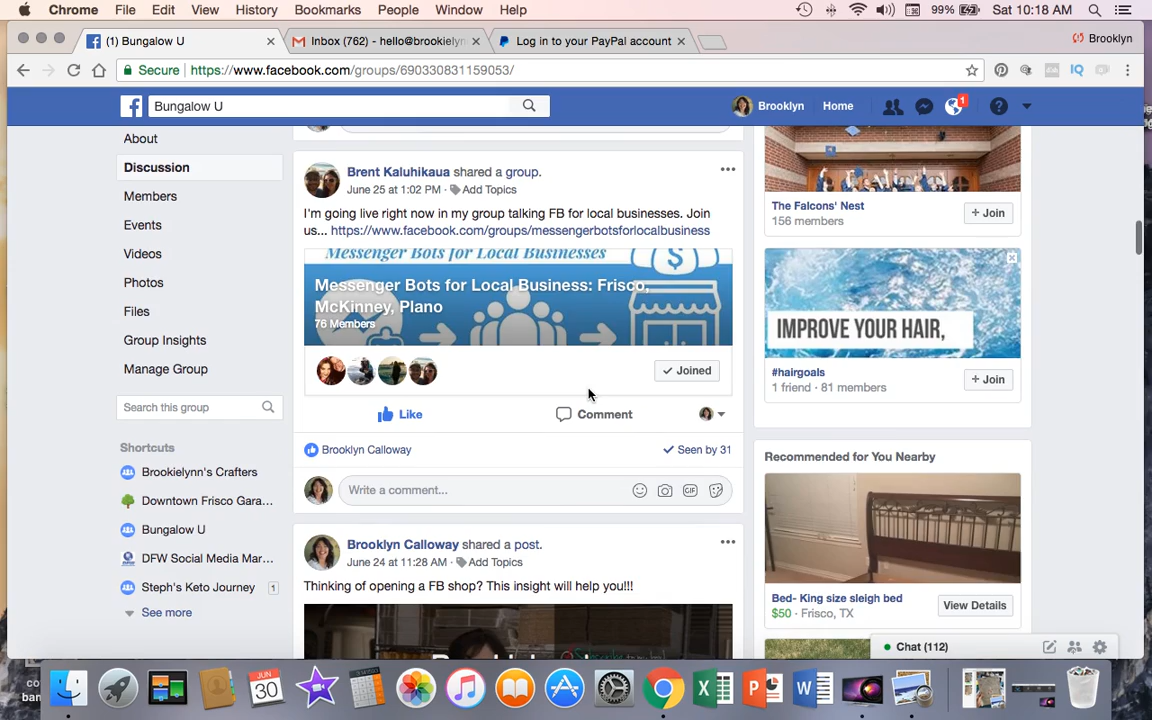 Chrome File Edit View History Bookmarks People Window Help 99% Sat 10:18 AM
(1) Bungalow U Inbox (762) - hello@brookielyn Log in to your PayPal account Brooklyn
Secure https://www.facebook.com/groups/690330831159053/
Bungalow U Brooklyn Home 1
About
Discussion
Members
Events
Videos
Photos
Files
Group Insights
Manage Group
Search this group
Shortcuts
Brookielynn's Crafters
Downtown Frisco Gara...
Bungalow U
DFW Social Media Mar...
Steph's Keto Journey 1
See more
Brent Kaluhikaua shared a group.
June 25 at 1:02 PM · Add Topics
I'm going live right now in my group talking FB for local businesses. Join
us... https://www.facebook.com/groups/messengerbotsforlocalbusiness
Messenger Bots for Local Businesses
Messenger Bots for Local Business: Frisco,
McKinney, Plano
76 Members
Joined
Like Comment
Brooklyn Calloway Seen by 31
Write a comment... GIF
Brooklyn Calloway shared a post.
June 24 at 11:28 AM · Add Topics
Thinking of opening a FB shop? This insight will help you!!!
The Falcons' Nest
156 members
+ Join
IMPROVE YOUR HAIR,
#hairgoals
1 friend · 81 members
+ Join
Recommended for You Nearby
Bed- King size sleigh bed
$50 · Frisco, TX
View Details
Chat (112)
JUN
30